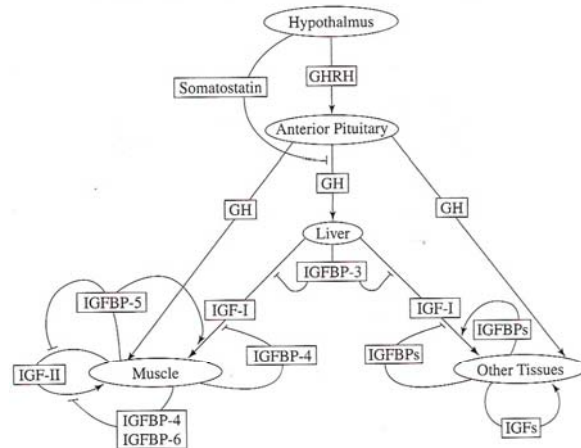 Hypothalmus
GHRH
Somatostatin
Anterior Pituitary
GH
GH
GH
Liver
IGFBP-3
IGFBP-5
IGF-I
IGF-I
IGFBPs
IGFBP-4
IGFBPs
IGF-II
Muscle
Other Tissues
IGFBP-4
IGFBP-6
IGFs